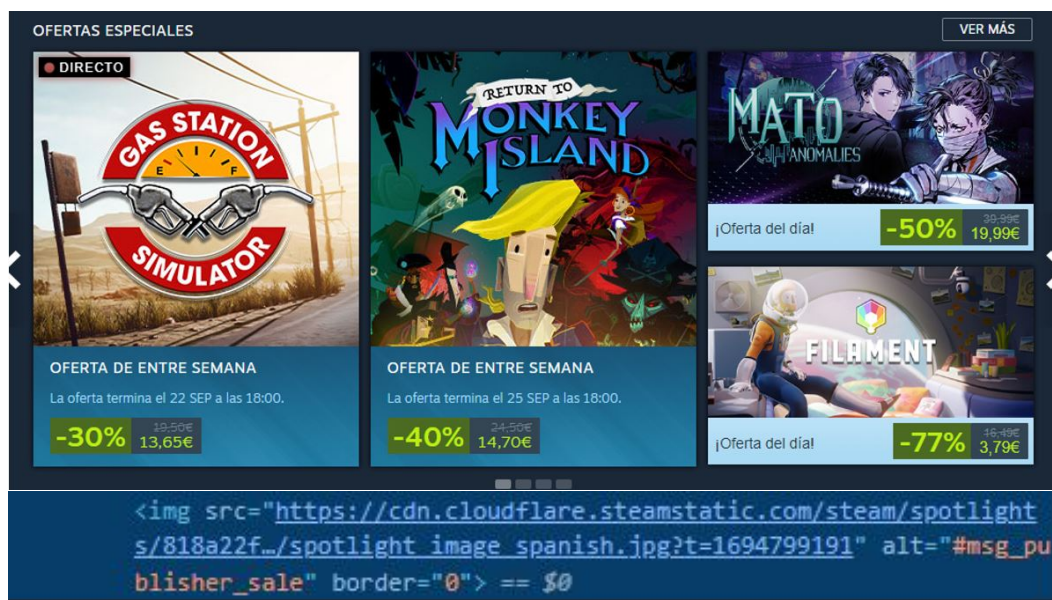 OFERTAS ESPECIALES
VER MÁS
DIRECTO
GAS STATION
E F
SIMULATOR
OFERTA DE ENTRE SEMANA
La oferta termina el 22 SEP a las 18:00.
-30%
19,50€
13,65€
RETURN TO
MONKEY
ISLAND
OFERTA DE ENTRE SEMANA
La oferta termina el 25 SEP a las 18:00.
-40%
24,50€
14,70€
MATO
ANOMALIES
¡Oferta del día!
-50%
39,99€
19,99€
FILAMENT
¡Oferta del día!
-77%
16,49€
3,79€
<img src="https://cdn.cloudflare.steamstatic.com/steam/spotlight
s/818a22f…/spotlight_image_spanish.jpg?t=1694799191" alt="#msg_pu
blisher_sale" border="0"> == $0